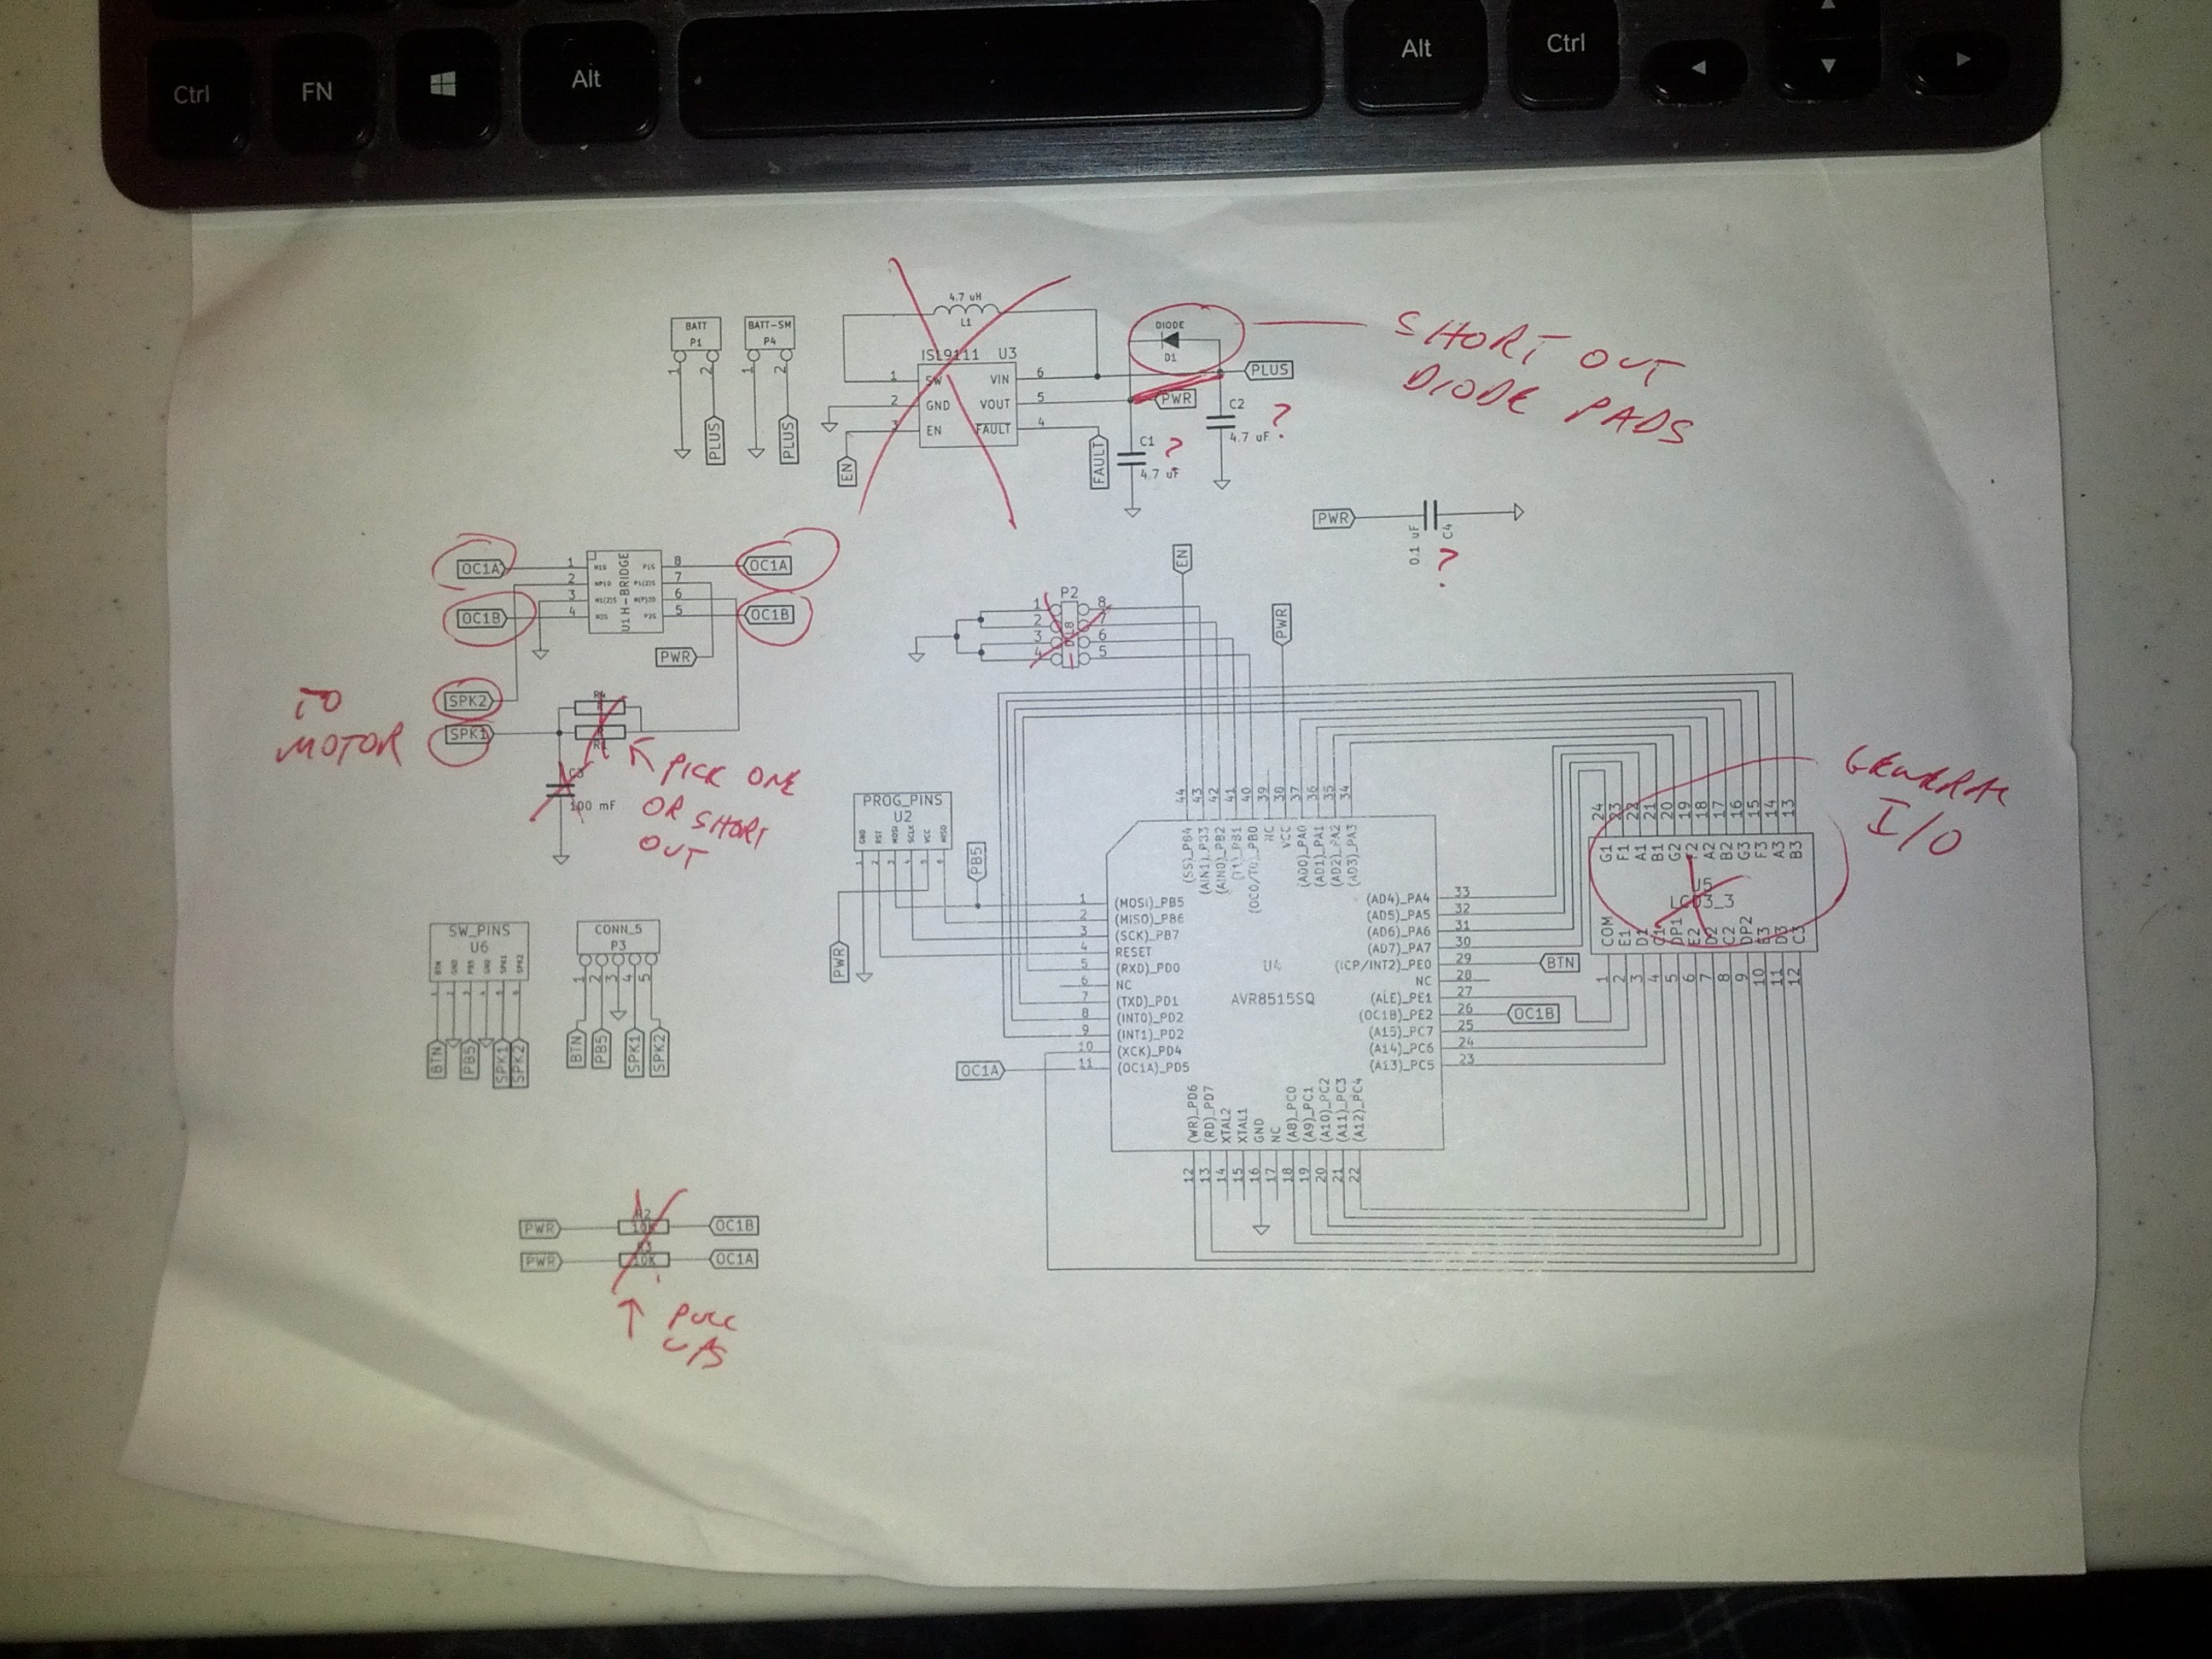 Ctrl
FN
Alt
Alt
Ctrl
4.7 uH
L1
BATT
P1
1
2
PLUS
BATT-SM
P4
1
2
PLUS
ISL9111 U3
1 SW VIN 6
2 GND VOUT 5
3 EN FAULT 4
EN
FAULT
DIODE
D1
PLUS
PWR
C2
4.7 uF
?
C1
4.7 uF
?
SHORT OUT
DIODE PADS
PWR
0.1 uF
C4
?
OC1A
OC1B
1
2
3
4
U1 H-BRIDGE
8
7
6
5
OC1A
OC1B
PWR
SPK2
SPK1
TO
MOTOR
100 mF
PICK ONE
OR SHORT
OUT
EN
P2
1
2
3
4
8
7
6
5
PWR
PROG_PINS
U2
GND
RST
MOSI
SCLK
VCC
MISO
1
2
3
4
5
6
PB5
PWR
44
43
42
41
40
39
38
37
36
35
34
(SS)_PB4
(AIN1)_PB3
(AIN0)_PB2
(T1)_PB1
(OC0/T0)_PB0
NC
VCC
(AD0)_PA0
(AD1)_PA1
(AD2)_PA2
(AD3)_PA3
1 (MOSI)_PB5
2 (MISO)_PB6
3 (SCK)_PB7
4 RESET
5 (RXD)_PD0
6 NC
7 (TXD)_PD1
8 (INT0)_PD2
9 (INT1)_PD2
10 (XCK)_PD4
11 (OC1A)_PD5
OC1A
U4
AVR8515SQ
(AD4)_PA4 33
(AD5)_PA5 32
(AD6)_PA6 31
(AD7)_PA7 30
(ICP/INT2)_PE0 29
NC 28
(ALE)_PE1 27
(OC1B)_PE2 26
(A15)_PC7 25
(A14)_PC6 24
(A13)_PC5 23
BTN
OC1B
(WR)_PD6
(RD)_PD7
XTAL2
XTAL1
GND
NC
(A8)_PC0
(A9)_PC1
(A10)_PC2
(A11)_PC3
(A12)_PC4
12
13
14
15
16
17
18
19
20
21
22
24
23
22
21
20
19
18
17
16
15
14
13
G1
F1
A1
B1
G2
F2
A2
B2
G3
F3
A3
B3
U5
LCD3_3
COM
E1
D1
C1
DP1
E2
D2
C2
DP2
E3
D3
C3
1
2
3
4
5
6
7
8
9
10
11
12
GENERAL
I/O
SW_PINS
U6
BTN
GND
PB5
GND
SPK1
SPK2
BTN
PB5
SPK1
SPK2
CONN_5
P3
1
2
3
4
5
BTN
PB5
SPK1
SPK2
PWR
R2
10K
OC1B
PWR
10K
OC1A
PULL
UPS